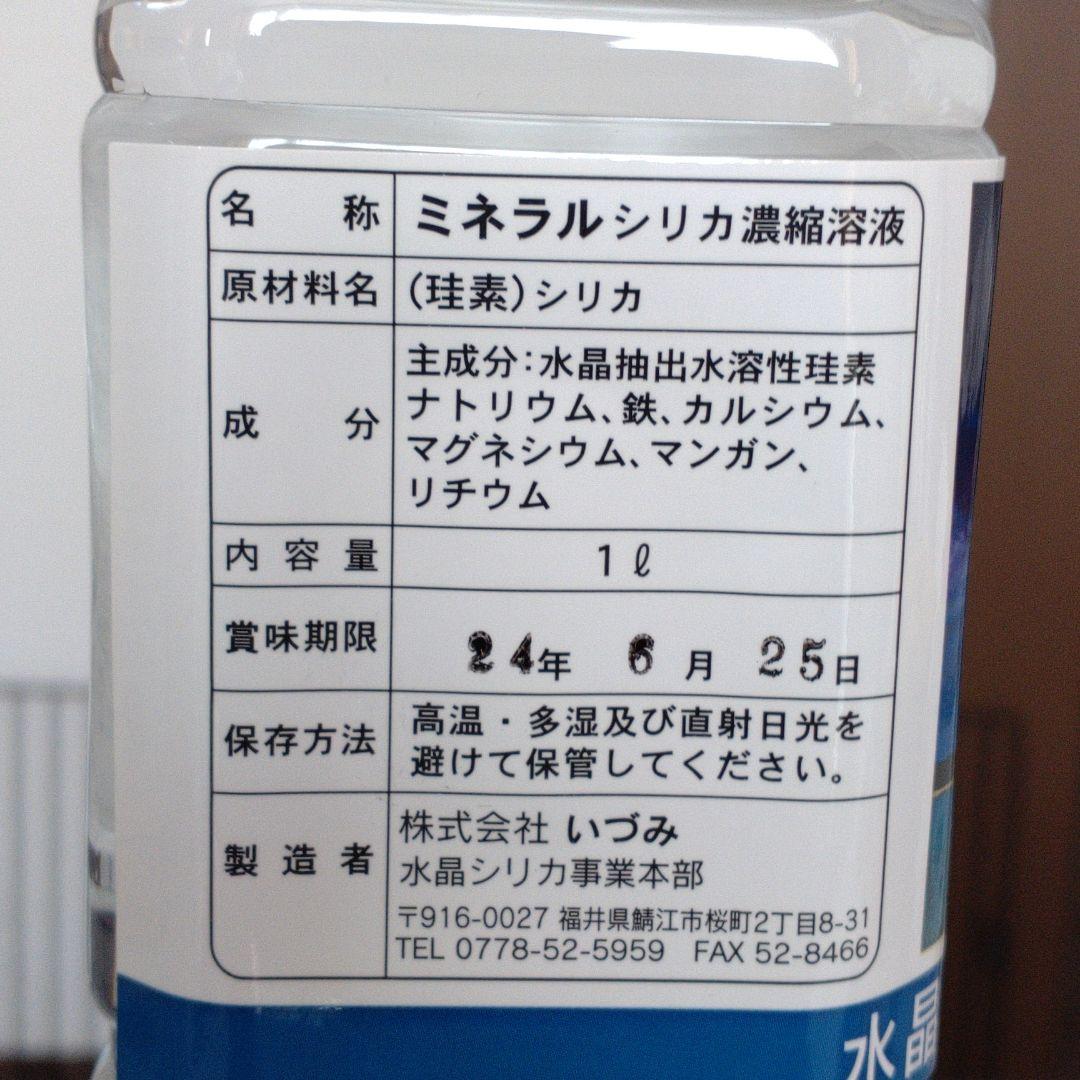 名称 ミネラルシリカ濃縮溶液
原材料名 (珪素)シリカ
成分 主成分:水晶抽出水溶性珪素
ナトリウム、鉄、カルシウム、
マグネシウム、マンガン、
リチウム
内容量 1ℓ
賞味期限 24年 6月 25日
保存方法 高温・多湿及び直射日光を
避けて保管してください。
製造者 株式会社 いづみ
水晶シリカ事業本部
〒916-0027 福井県鯖江市桜町2丁目8-31
TEL 0778-52-5959 FAX 52-8466
水晶